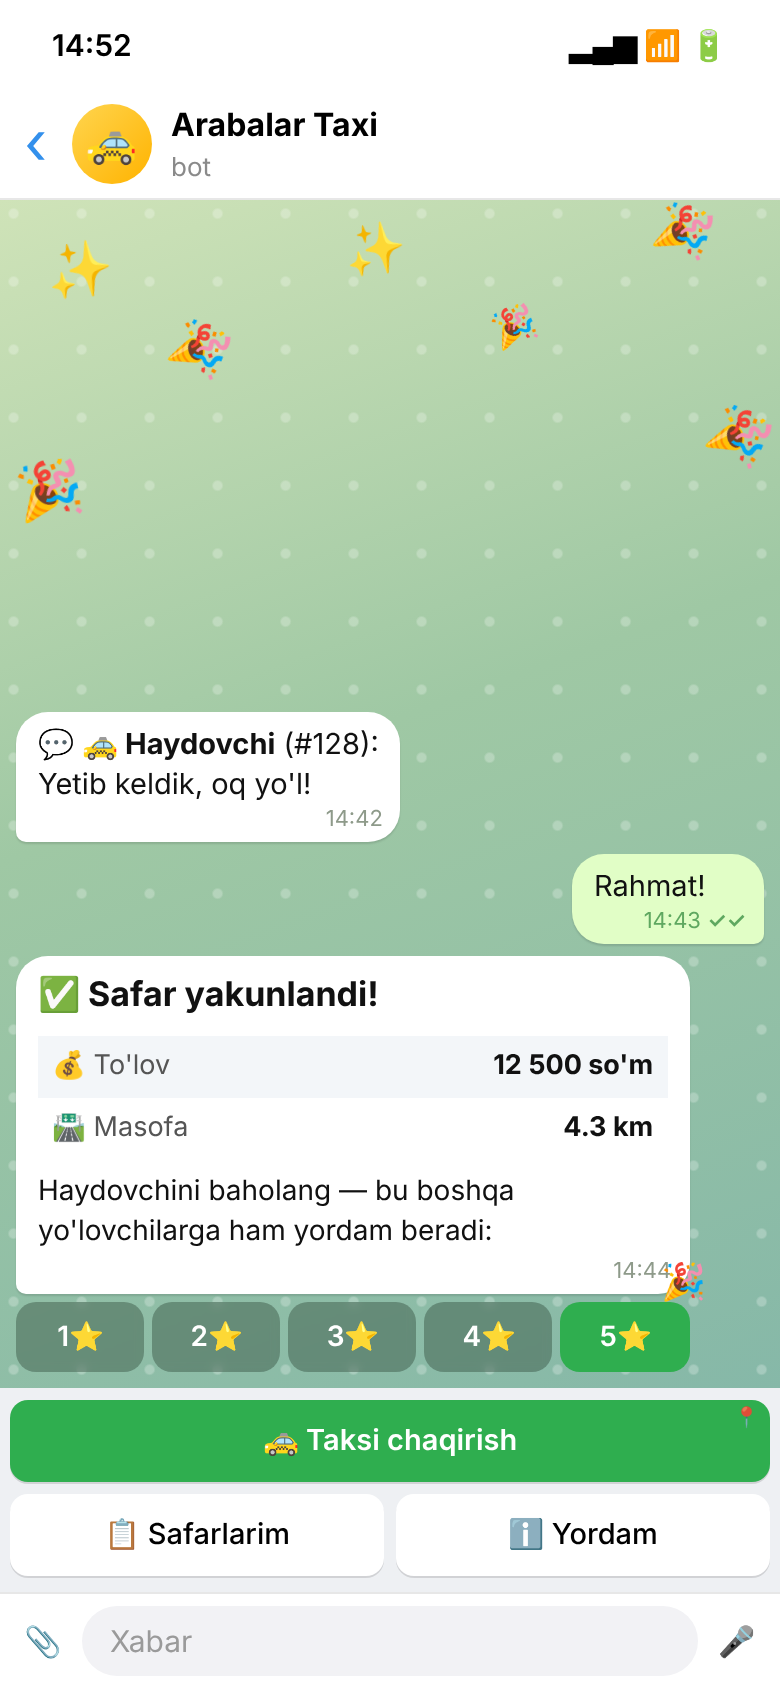 14:52
Arabalar Taxi
bot
💬 🚕 Haydovchi (#128):
Yetib keldik, oq yo'l!
14:42
Rahmat!
14:43 ✓✓
✅ Safar yakunlandi!
💰 To'lov 12 500 so'm
🛣️ Masofa 4.3 km
Haydovchini baholang — bu boshqa
yo'lovchilarga ham yordam beradi:
14:44
1⭐ 2⭐ 3⭐ 4⭐ 5⭐
🚕 Taksi chaqirish
📋 Safarlarim ℹ️ Yordam
Xabar